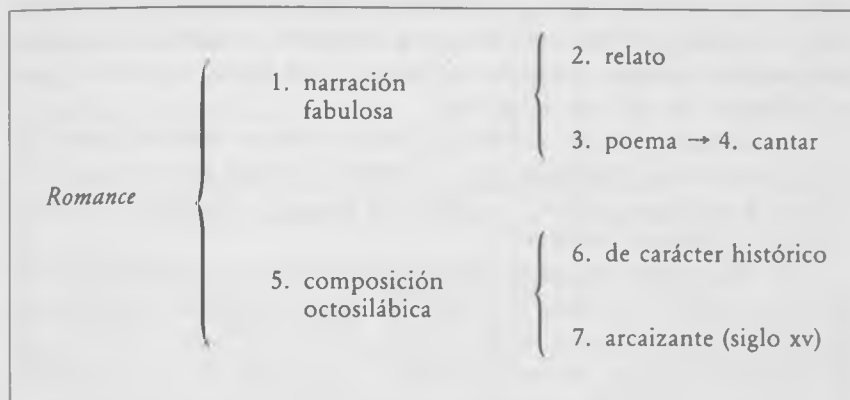 Romance
1. narración
fabulosa
2. relato
3. poema → 4. cantar
5. composición
octosilábica
6. de carácter histórico
7. arcaizante (siglo xv)